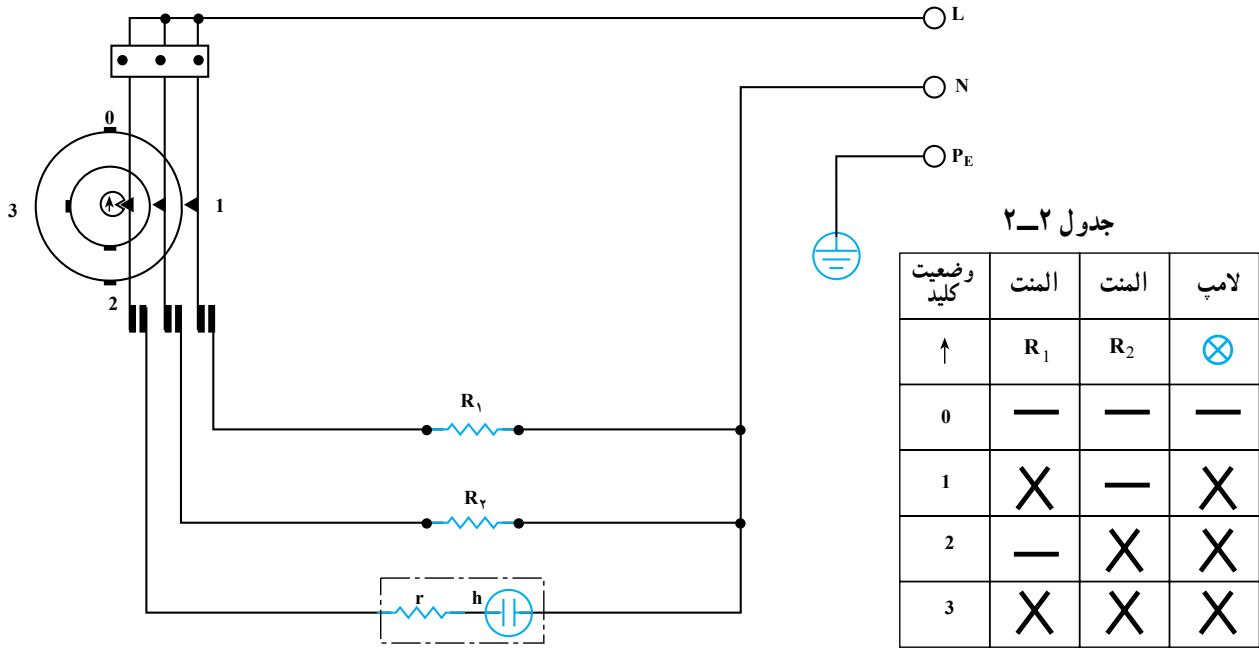 L
N
PE
0
3
1
2
R۱
R۲
r h
جدول ۲ــ۲
وضعیت کلید المنت المنت لامپ
↑ R1 R2 ⊗
0 — — —
1 X — X
2 — X X
3 X X X